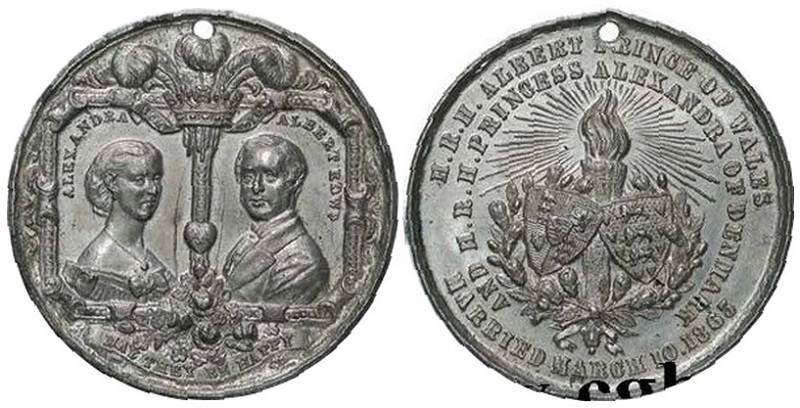 ALEXANDRA
ALBERT EDWD
MAY THEY BE HAPPY
H.R.H. ALBERT PRINCE OF WALES
AND H.R.H. PRINCESS ALEXANDRA OF DENMARK
MARRIED MARCH 10. 1863